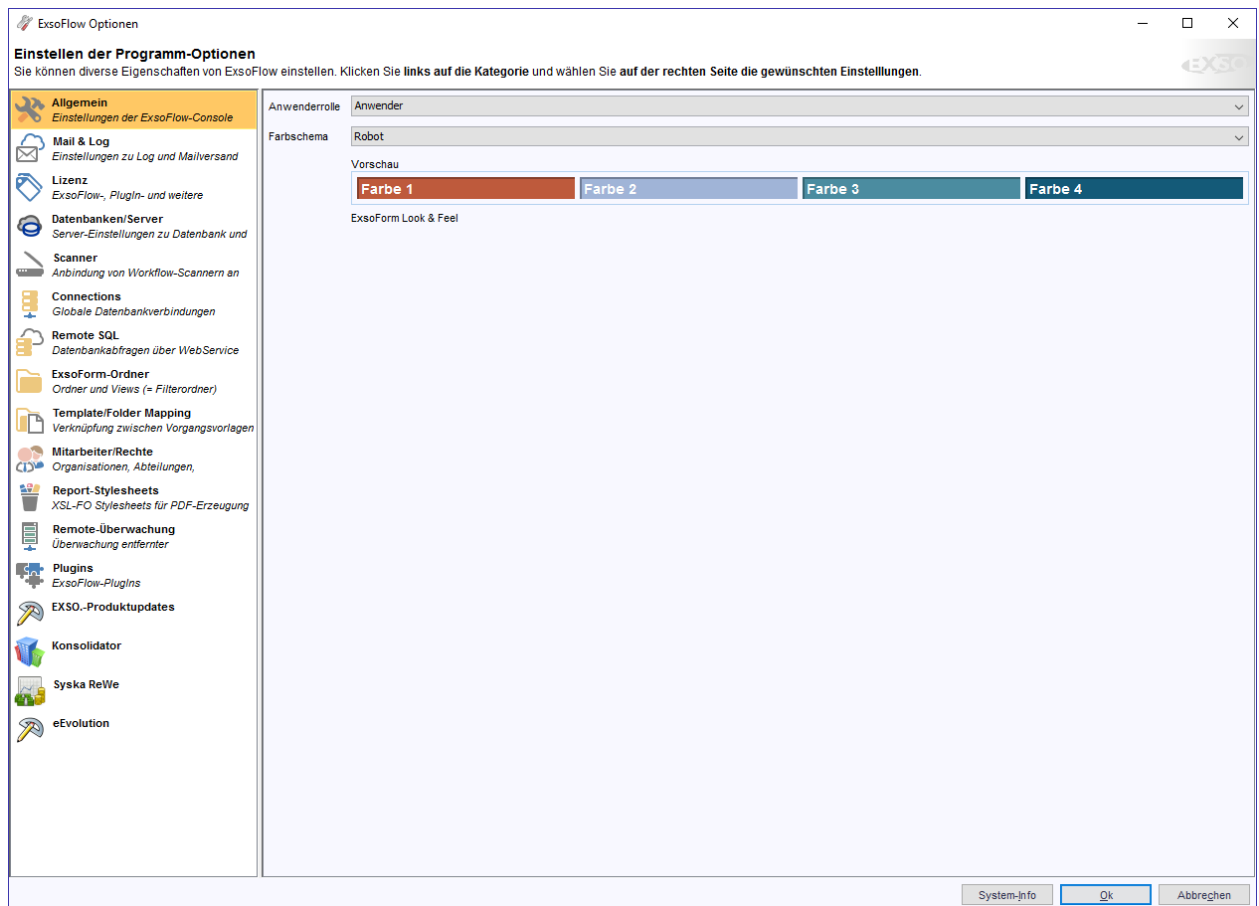 ExsoFlow Optionen
Einstellen der Programm-Optionen
Sie können diverse Eigenschaften von ExsoFlow einstellen. Klicken Sie links auf die Kategorie und wählen Sie auf der rechten Seite die gewünschten Einstelllungen.
EXSO
Allgemein
Einstellungen der ExsoFlow-Console
Mail & Log
Einstellungen zu Log und Mailversand
Lizenz
ExsoFlow-, PlugIn- und weitere
Datenbanken/Server
Server-Einstellungen zu Datenbank und
Scanner
Anbindung von Workflow-Scannern an
Connections
Globale Datenbankverbindungen
Remote SQL
Datenbankabfragen über WebService
ExsoForm-Ordner
Ordner und Views (= Filterordner)
Template/Folder Mapping
Verknüpfung zwischen Vorgangsvorlagen
Mitarbeiter/Rechte
Organisationen, Abteilungen,
Report-Stylesheets
XSL-FO Stylesheets für PDF-Erzeugung
Remote-Überwachung
Überwachung entfernter
Plugins
ExsoFlow-PlugIns
EXSO.-Produktupdates
Konsolidator
Syska ReWe
eEvolution
Anwenderrolle Anwender
Farbschema Robot
Vorschau
Farbe 1 Farbe 2 Farbe 3 Farbe 4
ExsoForm Look & Feel
System-Info Ok Abbrechen